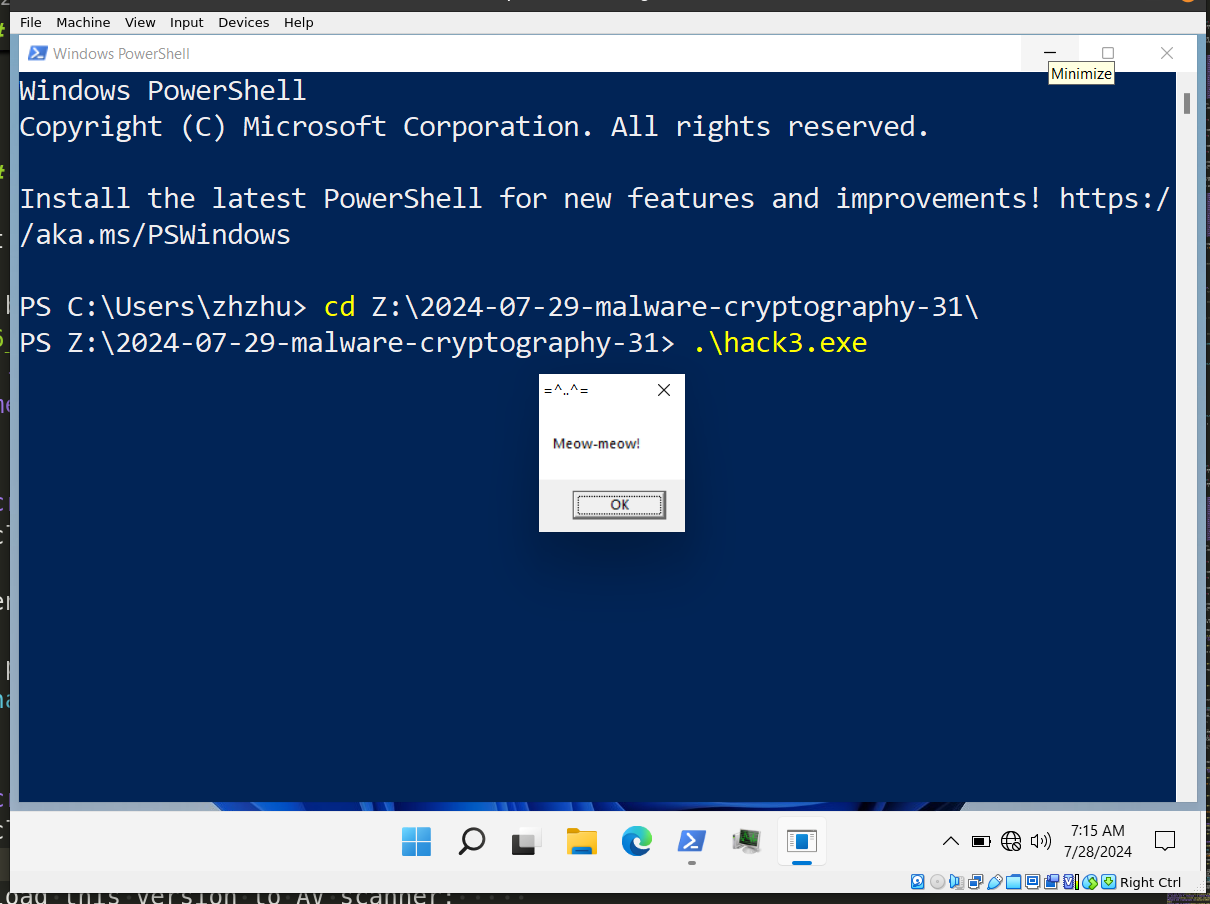 File Machine View Input Devices Help
Windows PowerShell
Minimize
Windows PowerShell
Copyright (C) Microsoft Corporation. All rights reserved.
Install the latest PowerShell for new features and improvements! https:/
/aka.ms/PSWindows
PS C:\Users\zhzhu> cd Z:\2024-07-29-malware-cryptography-31\
PS Z:\2024-07-29-malware-cryptography-31> .\hack3.exe
=^..^=
Meow-meow!
OK
7:15 AM
7/28/2024
Right Ctrl
this version to AV scanner: